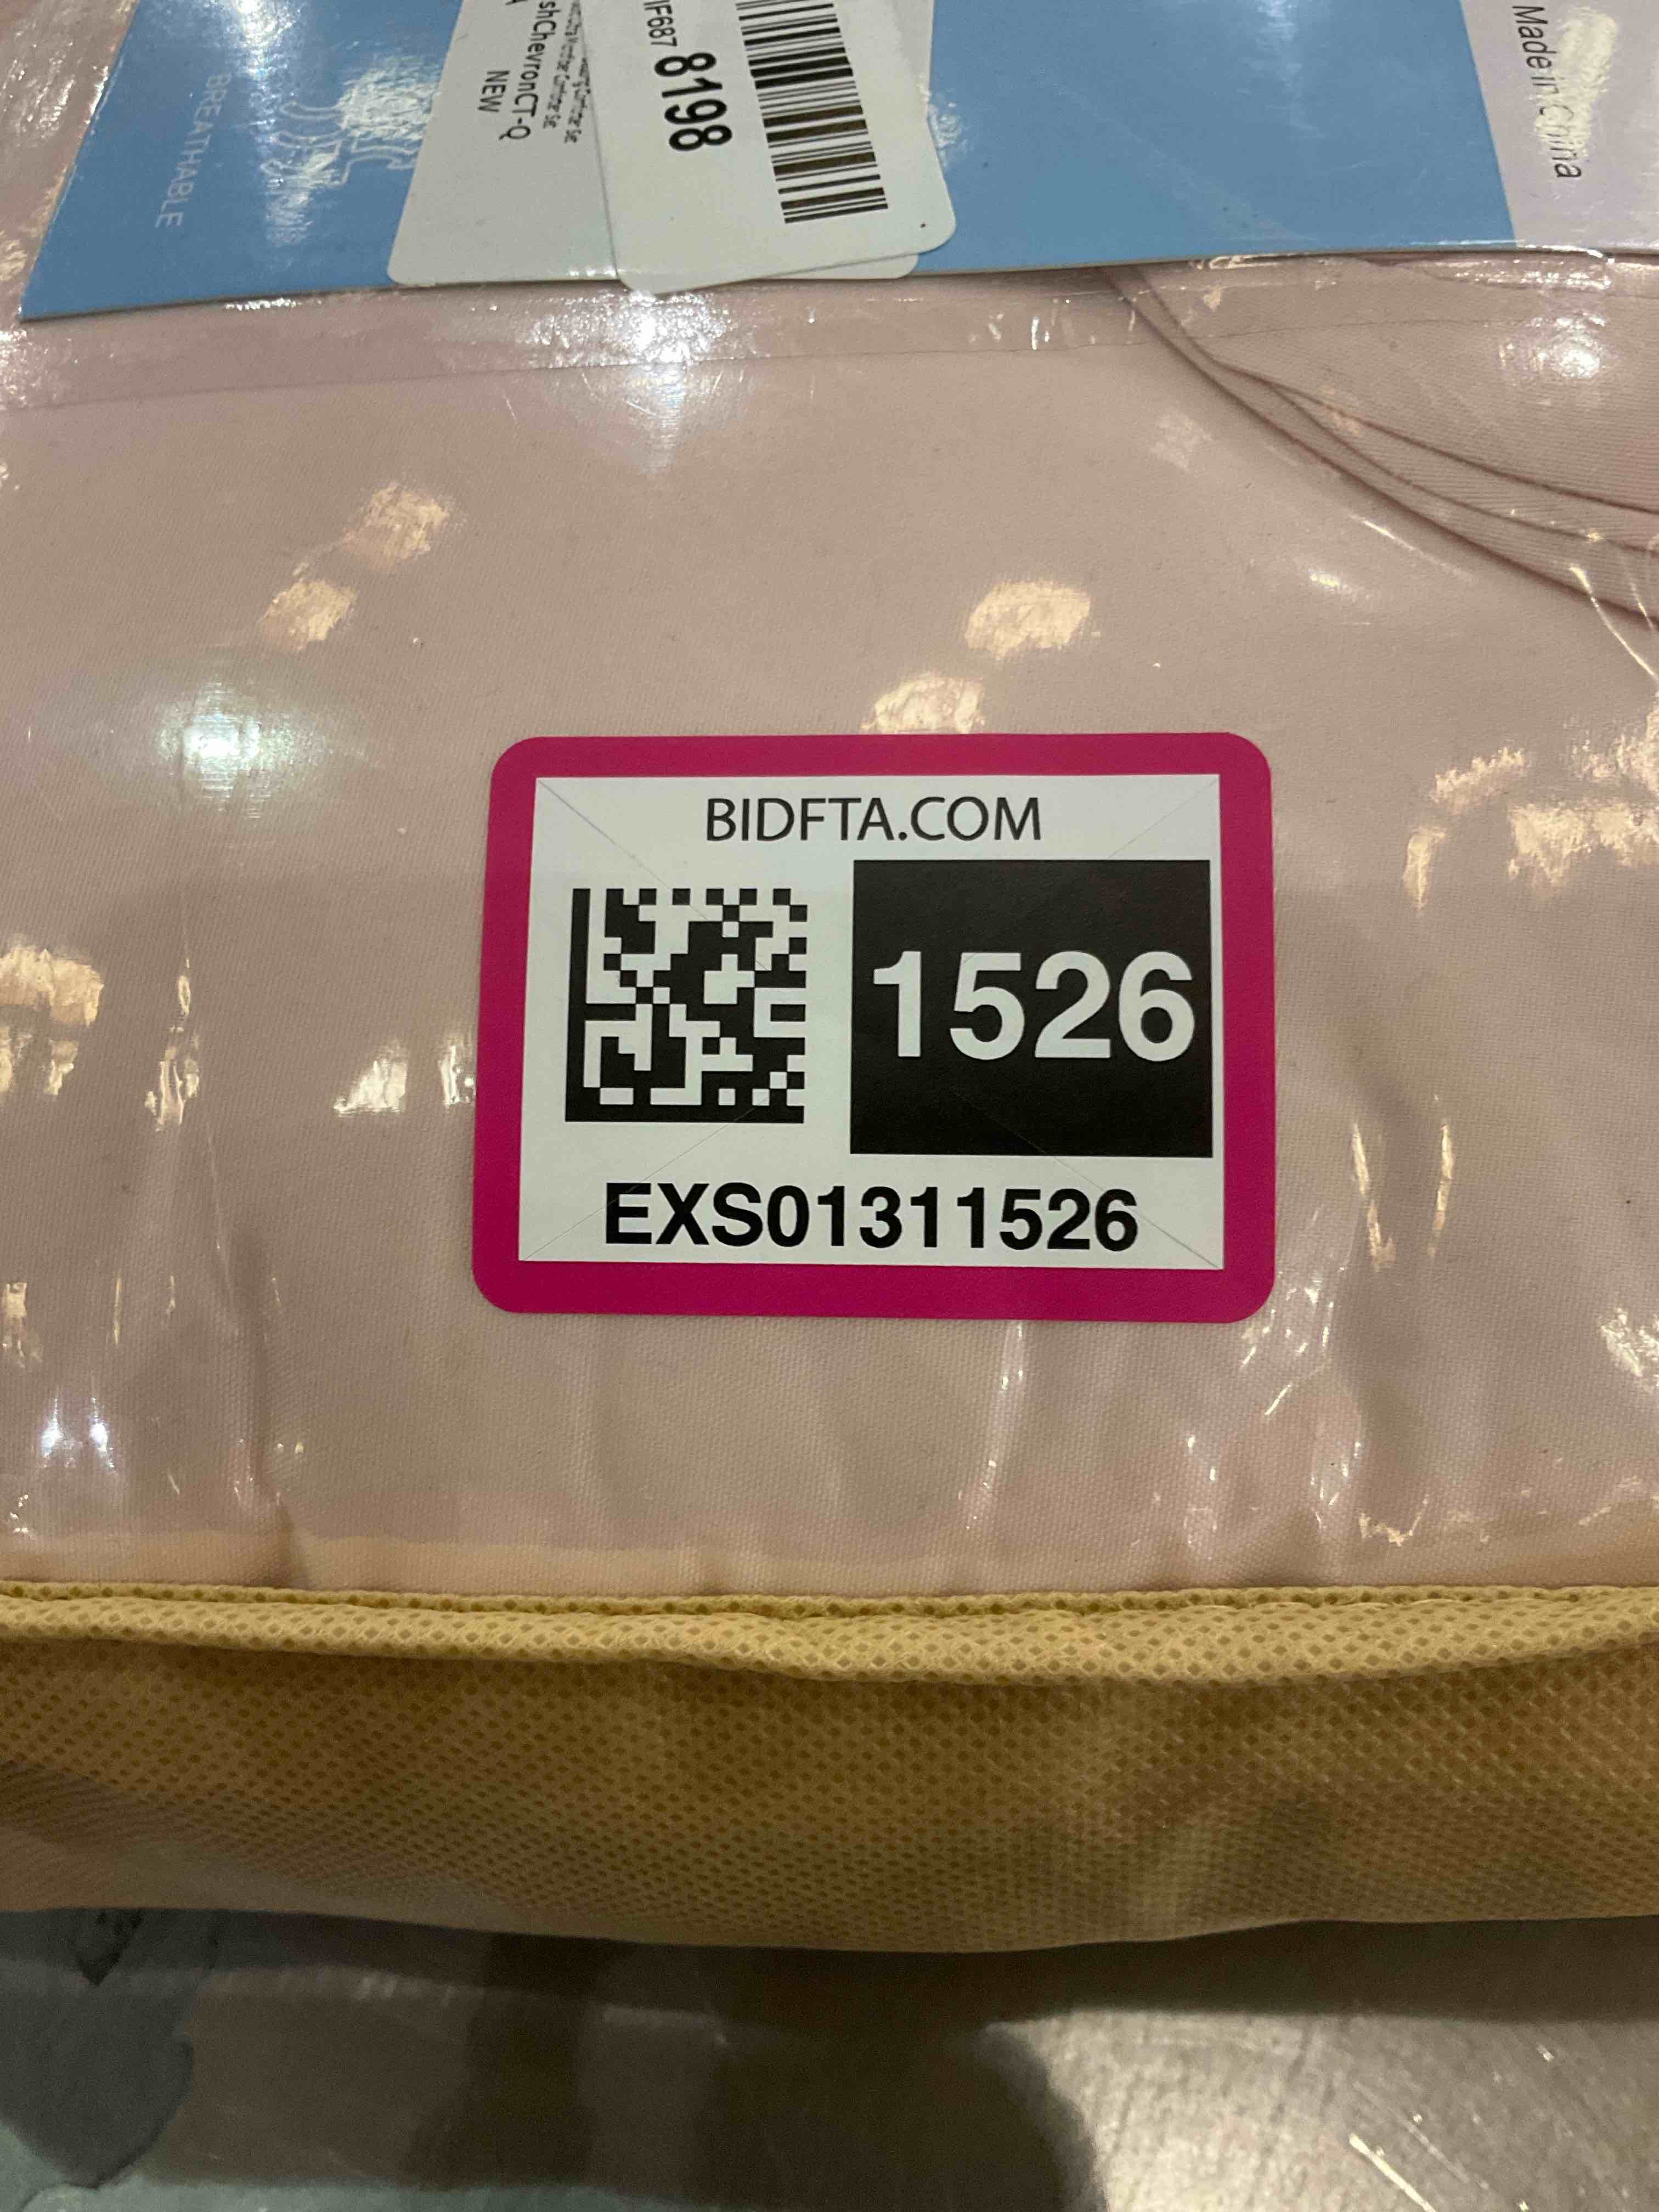 BREATHABLE
shChevronCT-Q
NEW
IF687 8198
Made in China
BIDFTA.COM
1526
EXS01311526